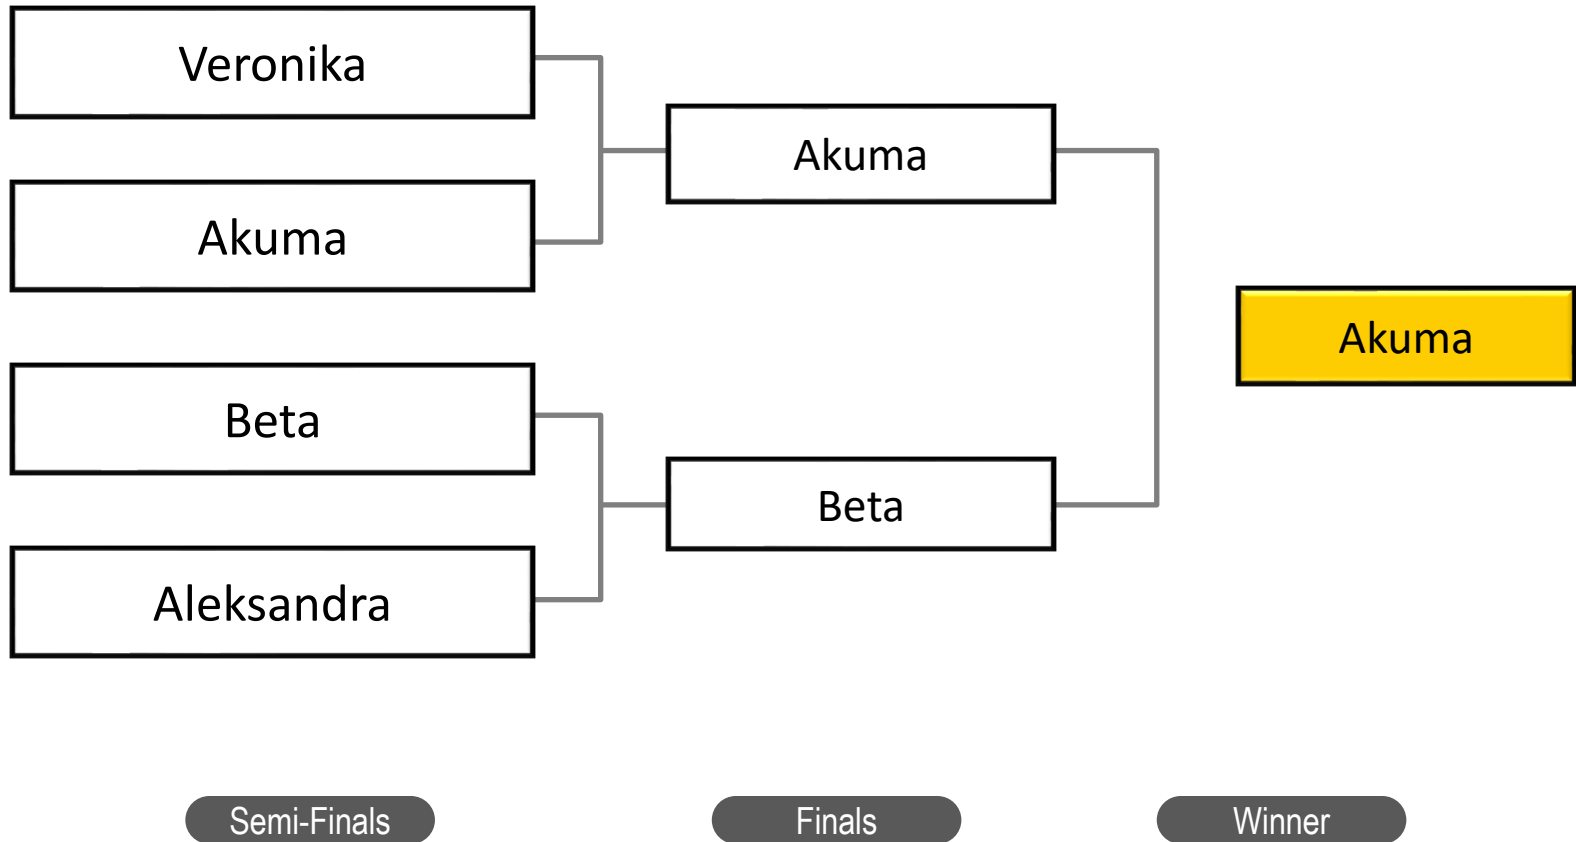 Veronika
Akuma
Beta
Aleksandra
Akuma
Beta
Akuma
Semi-Finals
Finals
Winner